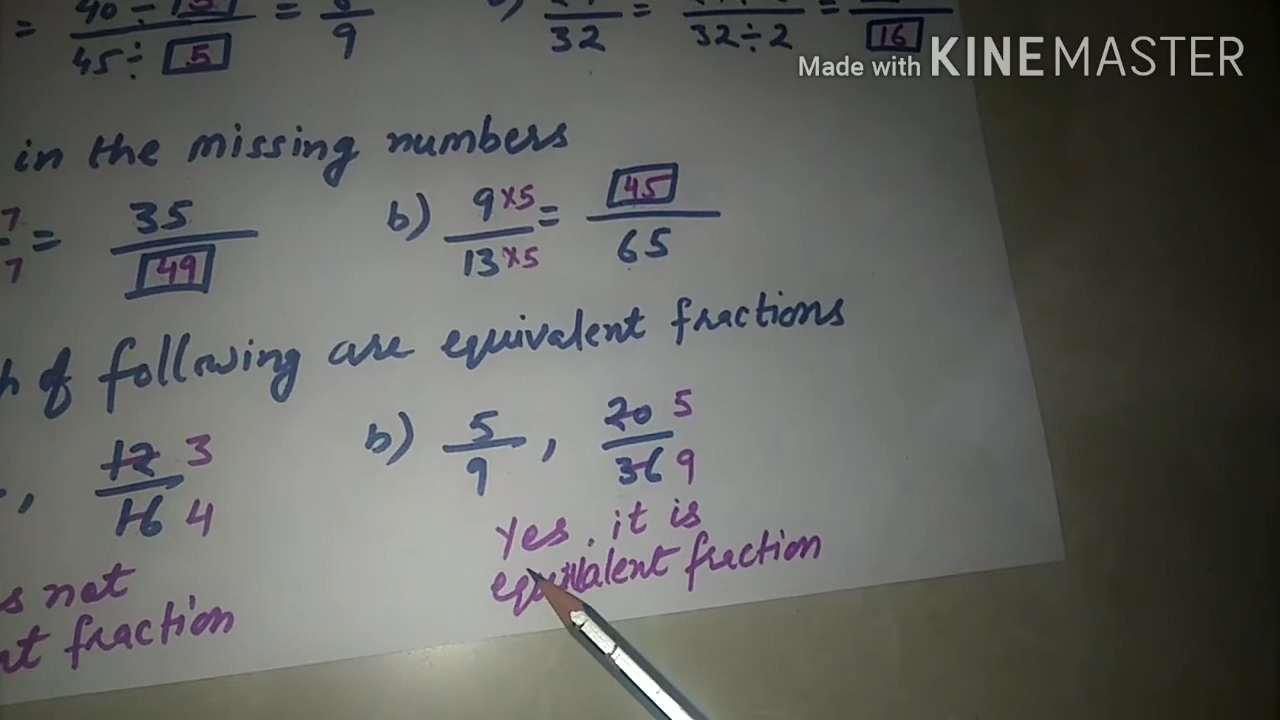 = 40 ÷ 5 / 45 ÷ 5 = 8/9 32 = 32÷2 = 16
Made with KINEMASTER
in the missing numbers
7/7 = 35/49 b) 9×5/13×5 = 45/65
of following are equivalent fractions
, 12/16 3/4 b) 5/9 , 20/36 5/9
Yes, it is
not equivalent fraction
fraction